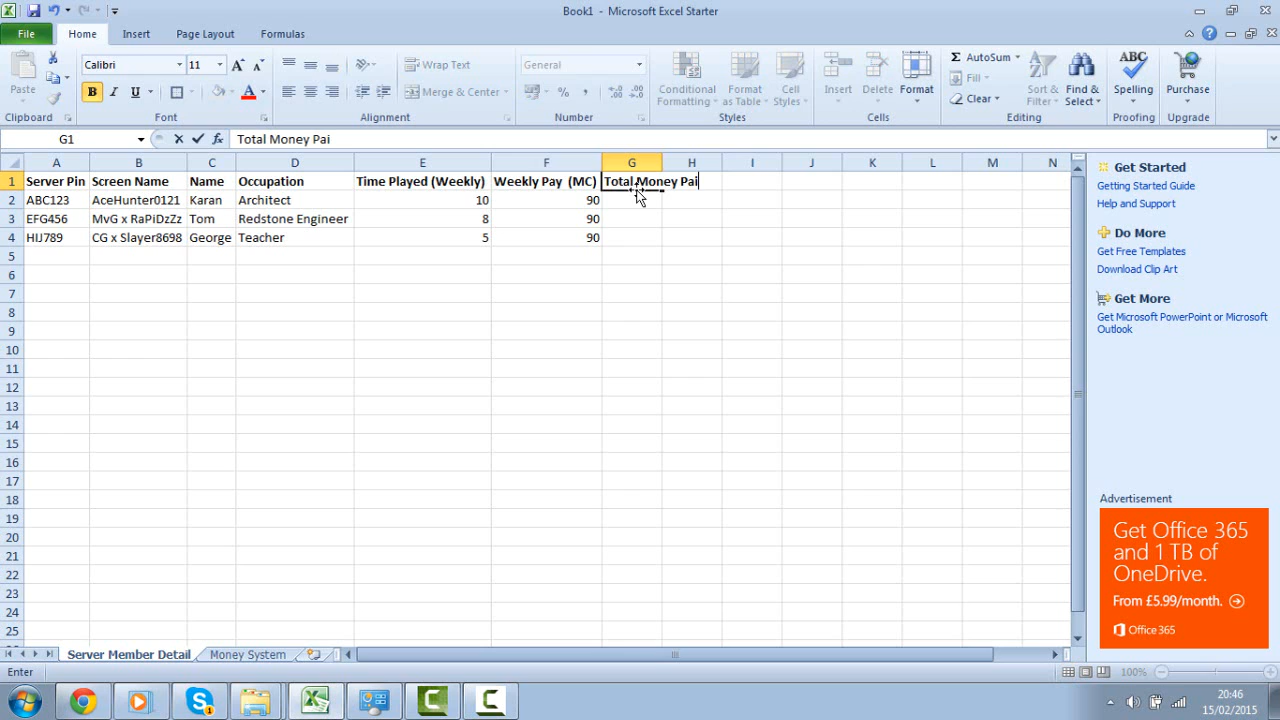 Book1 - Microsoft Excel Starter
File Home Insert Page Layout Formulas
Paste
Calibri 11 A A
B I U A
Wrap Text
Merge & Center
General
% ,
Conditional Formatting
Format as Table
Cell Styles
Insert Delete Format
Σ AutoSum
Fill
Clear
Sort & Filter
Find & Select
ABC
Spelling
Purchase
Clipboard Font Alignment Number Styles Cells Editing Proofing Upgrade
G1 fx Total Money Pai
A B C D E F G H I J K L M N
1 Server Pin Screen Name Name Occupation Time Played (Weekly) Weekly Pay (MC) Total Money Pai
2 ABC123 AceHunter0121 Karan Architect 10 90
3 EFG456 MvG x RaPiDzZz Tom Redstone Engineer 8 90
4 HIJ789 CG x Slayer8698 George Teacher 5 90
5
6
7
8
9
10
11
12
13
14
15
16
17
18
19
20
21
22
23
24
25
Get Started
Getting Started Guide
Help and Support
Do More
Get Free Templates
Download Clip Art
Get More
Get Microsoft PowerPoint or Microsoft
Outlook
Advertisement
Get Office 365
and 1 TB of
OneDrive.
From £5.99/month.
Office 365
Server Member Detail Money System
Enter 100%
20:46
15/02/2015